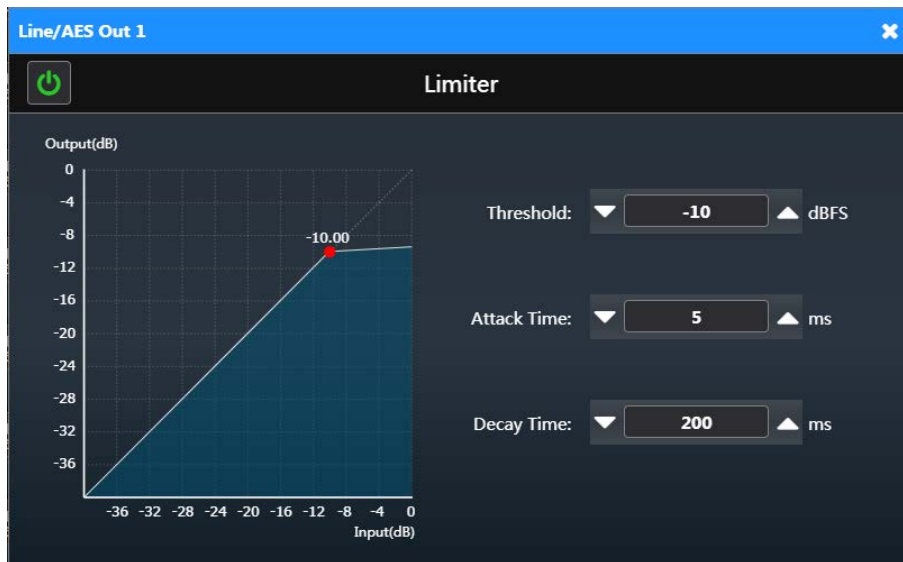 Line/AES Out 1
Limiter
Output(dB)
0
-4
-8
-12
-16
-20
-24
-28
-32
-36
-10.00
-36 -32 -28 -24 -20 -16 -12 -8 -4 0
Input(dB)
Threshold: -10 dBFS
Attack Time: 5 ms
Decay Time: 200 ms